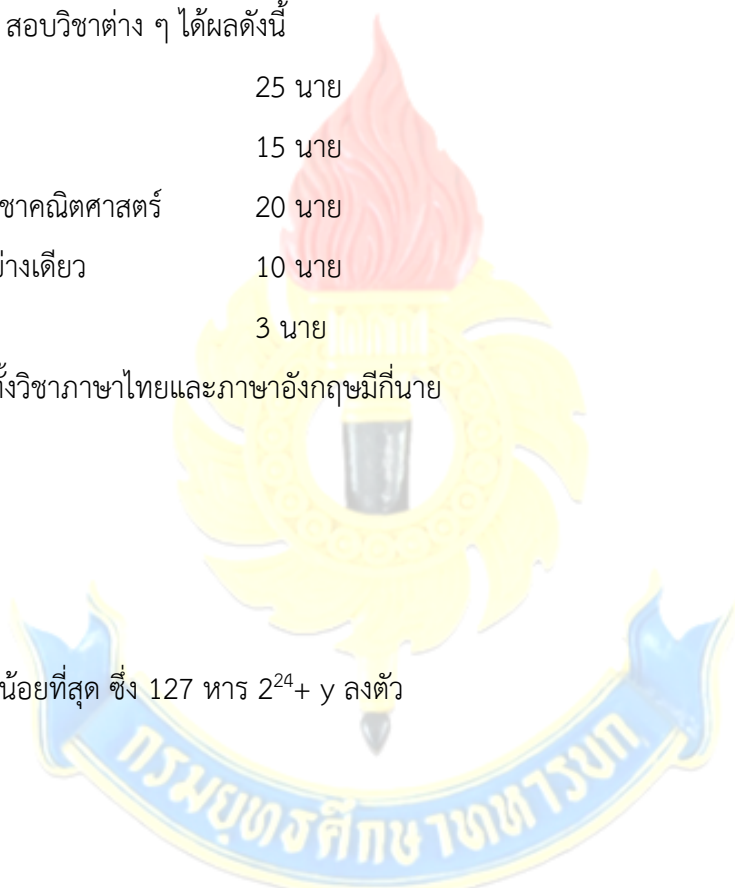 สอบวิชาต่าง ๆ ได้ผลดังนี้
25 นาย
15 นาย
ชาคณิตศาสตร์ 20 นาย
ย่างเดียว 10 นาย
3 นาย
ทั้งวิชาภาษาไทยและภาษาอังกฤษมีกี่นาย
น้อยที่สุด ซึ่ง 127 หาร 2²⁴+ y ลงตัว
กรมยุทธศึกษาทหารบก